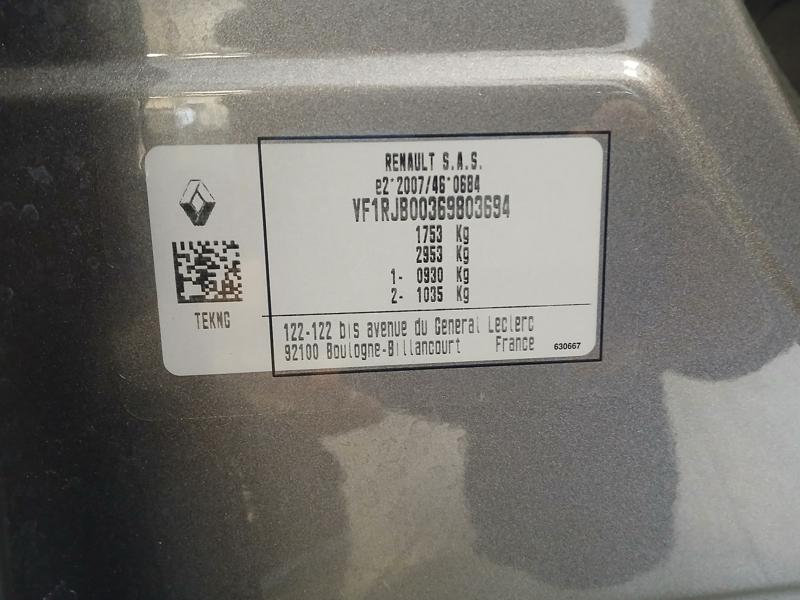 RENAULT S.A.S.
e2*2007/46*0684
VF1RJB00369803694
1753 Kg
2953 Kg
1- 0930 Kg
2- 1035 Kg
TEKNG
122-122 bis avenue du General Leclerc
92100 Boulogne-Billancourt France 630667